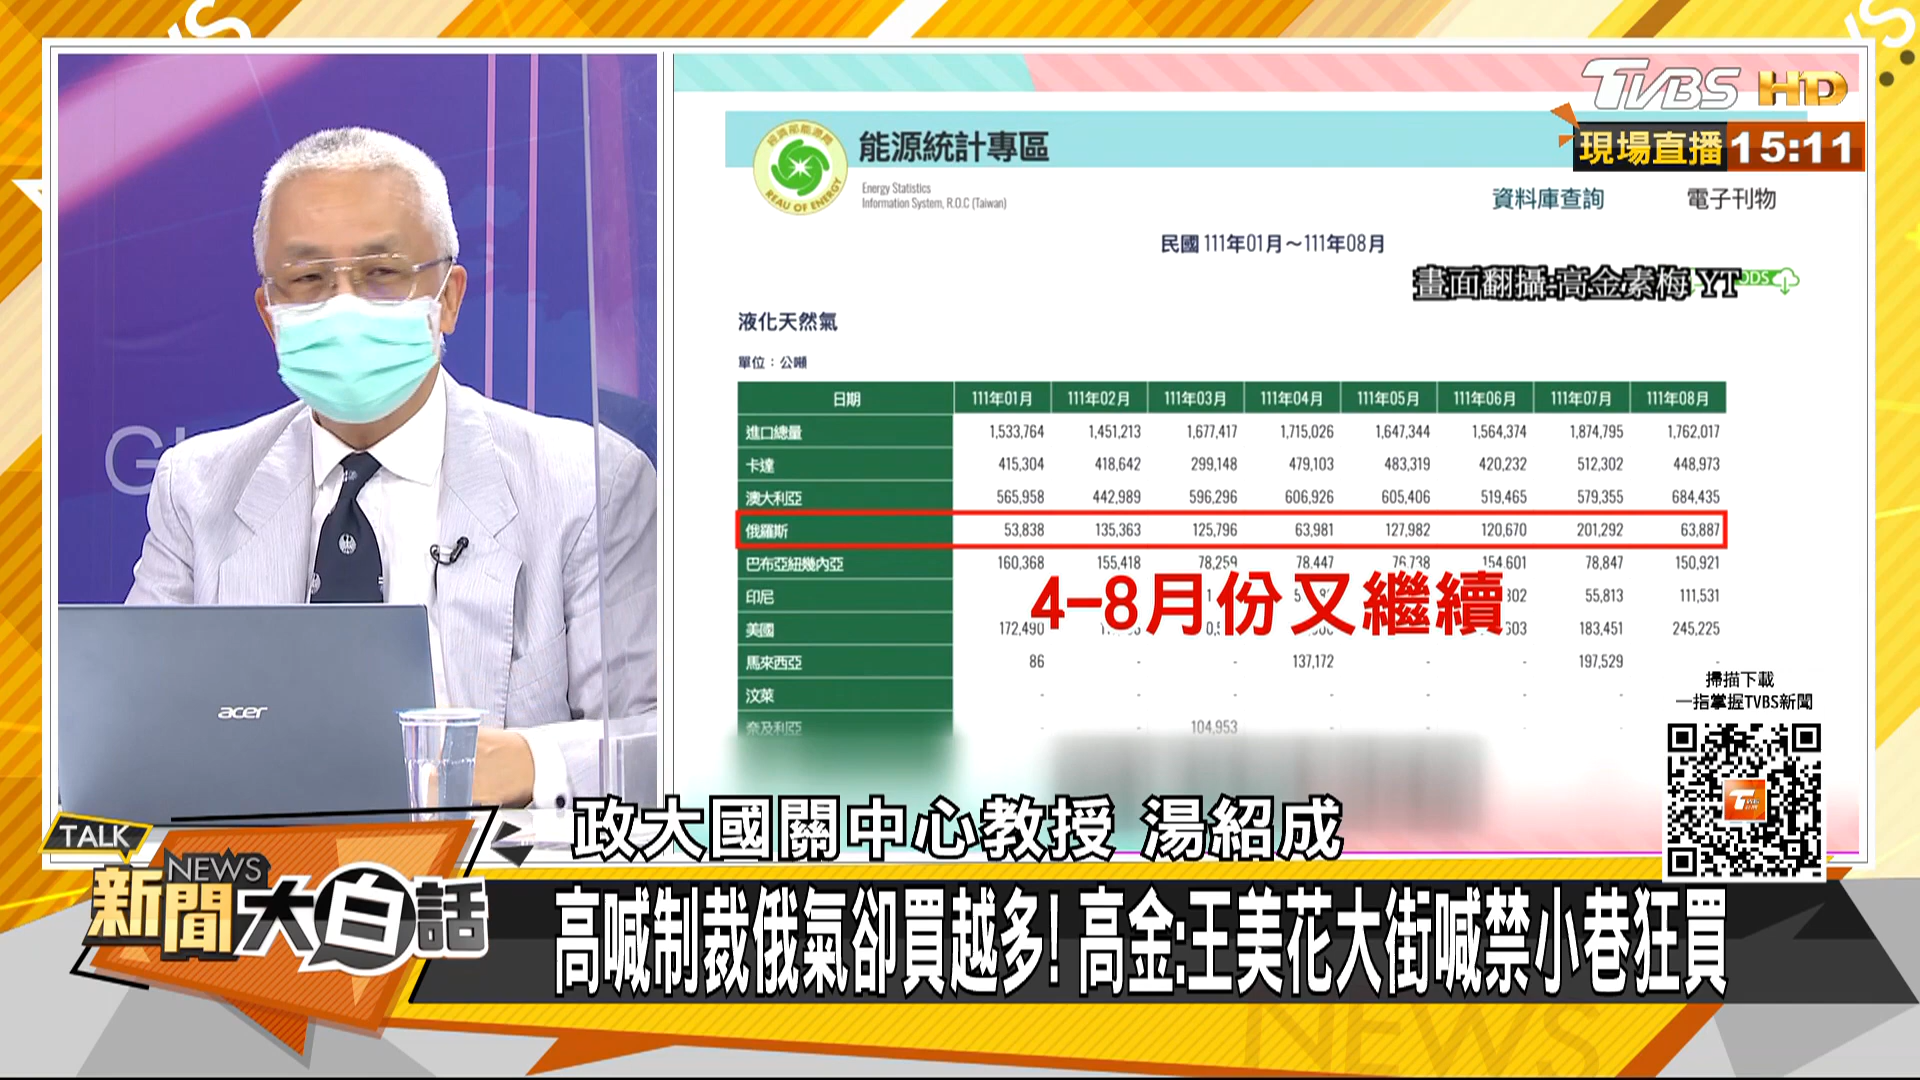 TVBS HD
現場直播 15:11
能源統計專區
Energy Statistics
Information System, R.O.C (Taiwan)
資料庫查詢 電子刊物
民國 111年01月~111年08月
畫面翻攝:高金素梅 YT
ODS
液化天然氣
單位：公噸
日期 111年01月 111年02月 111年03月 111年04月 111年05月 111年06月 111年07月 111年08月
進口總量 1,533,764 1,451,213 1,677,417 1,715,026 1,647,344 1,564,374 1,874,795 1,762,017
卡達 415,304 418,642 299,148 479,103 483,319 420,232 512,302 448,973
澳大利亞 565,958 442,989 596,296 606,926 605,406 519,465 579,355 684,435
俄羅斯 53,838 135,363 125,796 63,981 127,982 120,670 201,292 63,887
巴布亞紐幾內亞 160,368 155,418 78,259 78,447 76,738 154,601 78,847 150,921
印尼 55,813 111,531
美國 172,490 183,451 245,225
馬來西亞 86 - - 137,172 - - 197,529 -
汶萊 - - - - - - -
奈及利亞 - - 104,953 - - - -
4-8月份又繼續
掃描下載
一指掌握TVBS新聞
acer
政大國關中心教授 湯紹成
TALK
NEWS
新聞大白話
高喊制裁俄氣卻買越多! 高金:王美花大街喊禁小巷狂買
NEWS